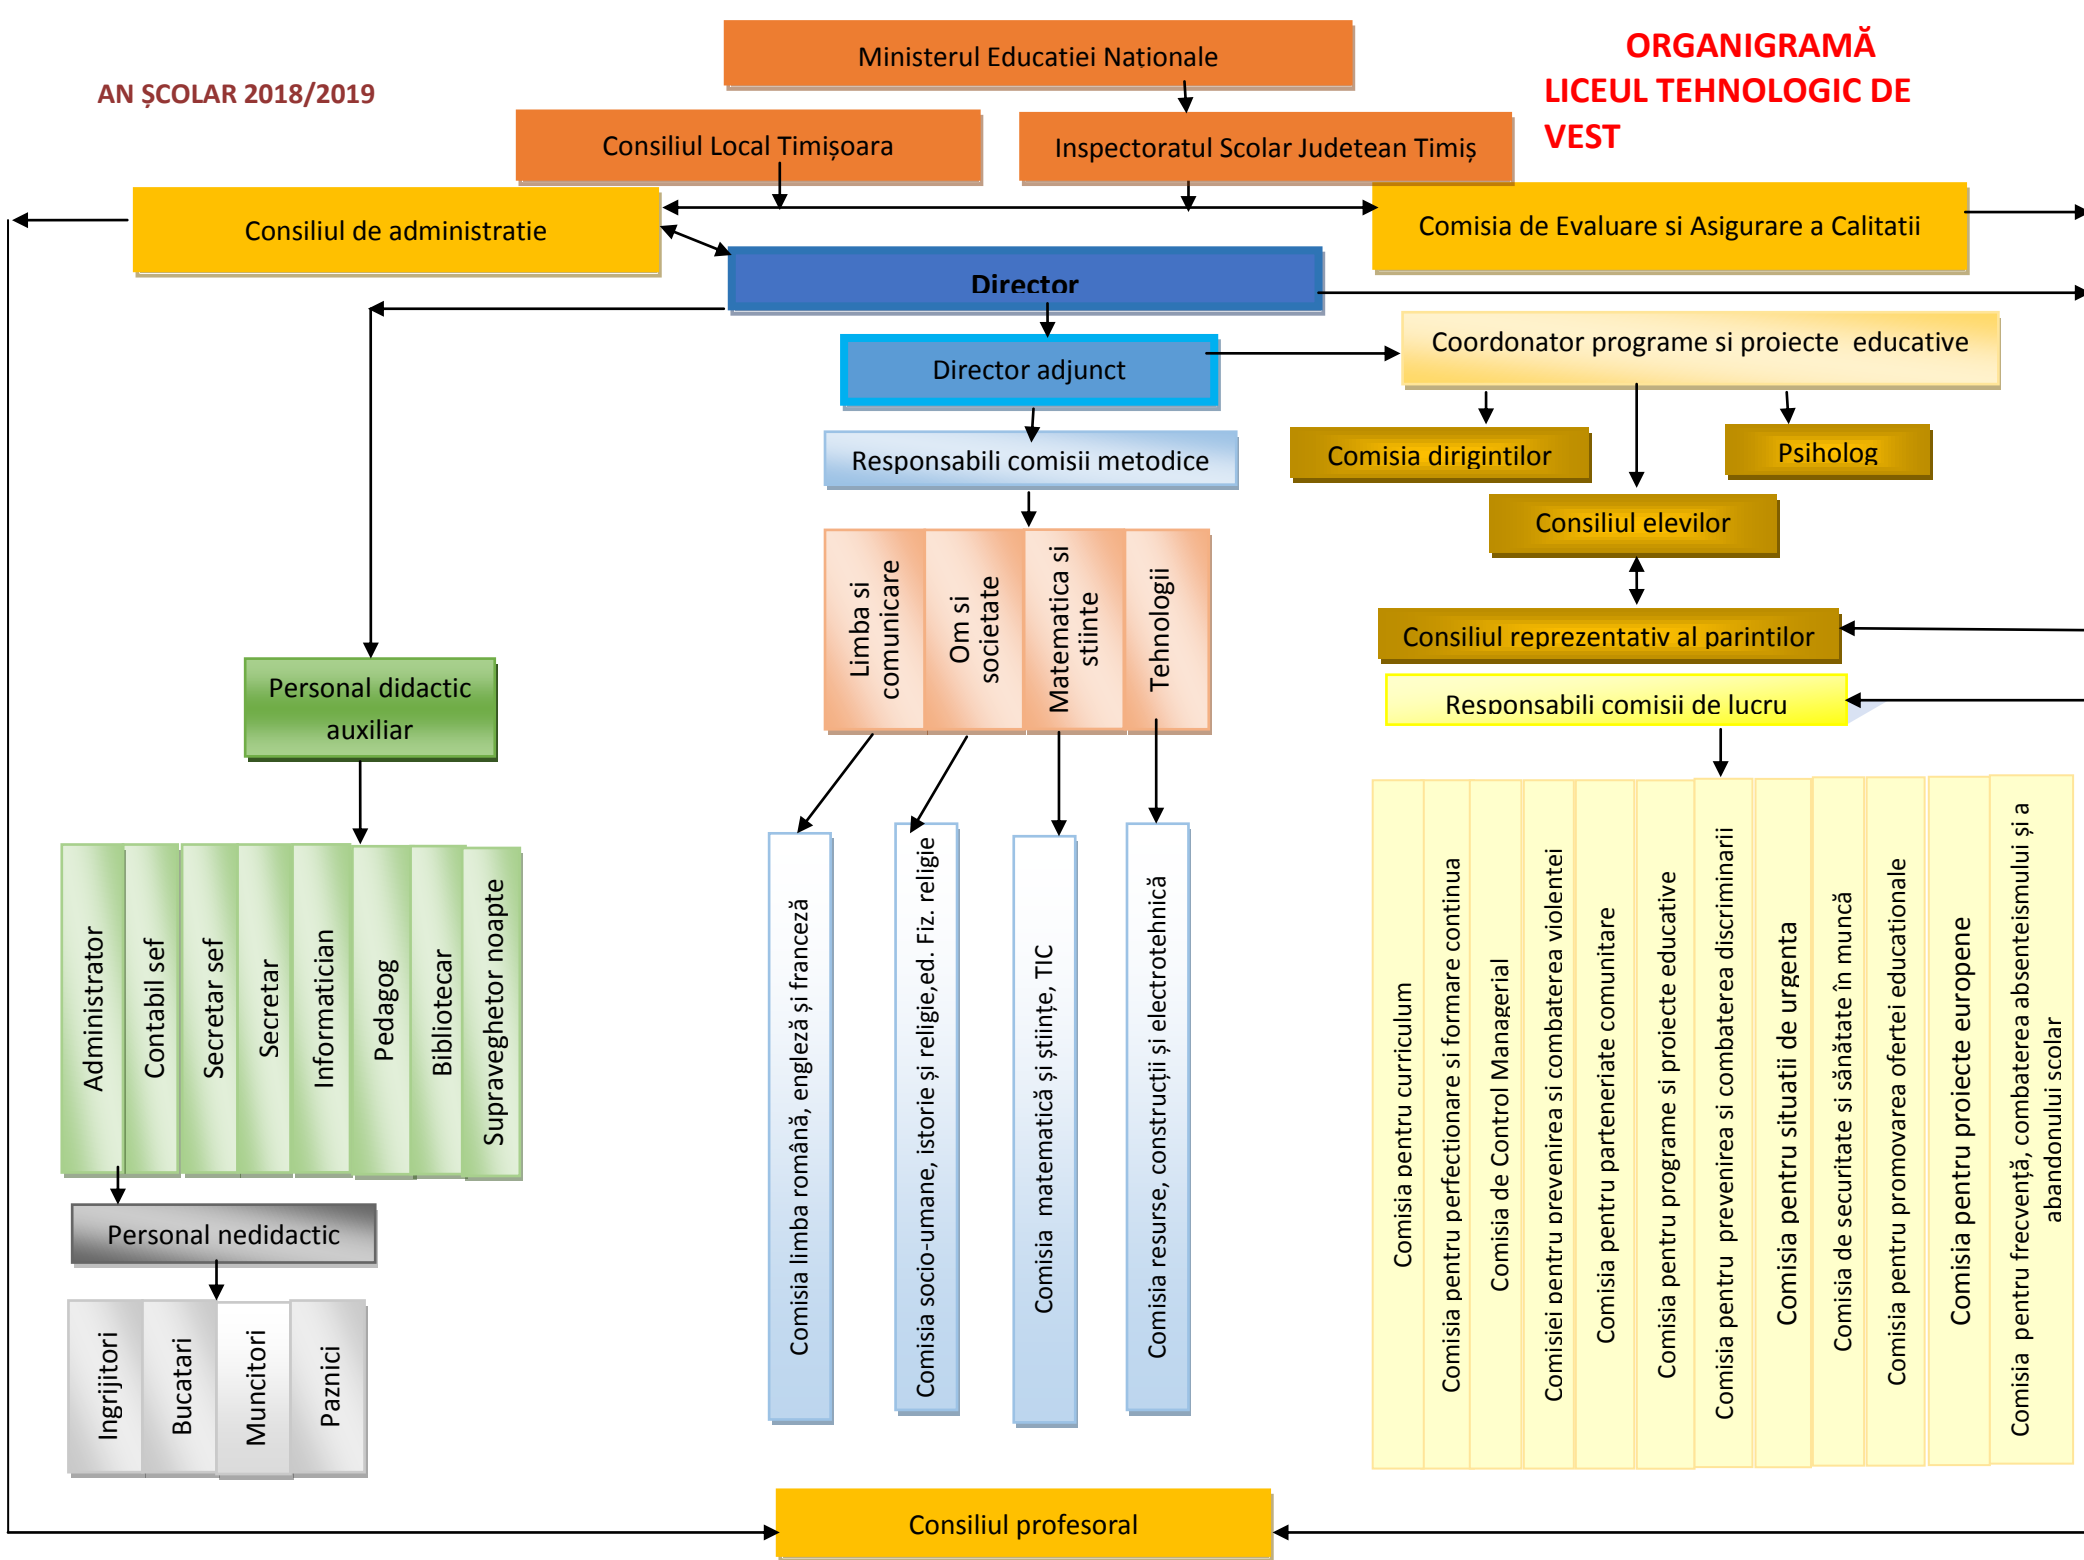 Ministerul Educatiei Naționale
ORGANIGRAMĂ
LICEUL TEHNOLOGIC DE
VEST
AN ȘCOLAR 2018/2019
Consiliul Local Timișoara
Inspectoratul Scolar Judetean Timiș
Consiliul de administratie
Comisia de Evaluare si Asigurare a Calitatii
Director
Director adjunct
Coordonator programe si proiecte educative
Responsabili comisii metodice
Comisia dirigintilor
Psiholog
Consiliul elevilor
Consiliul reprezentativ al parintilor
Responsabili comisii de lucru
Limba si
comunicare
Om si
societate
Matematica si
stiinte
Tehnologii
Personal didactic
auxiliar
Administrator
Contabil sef
Secretar sef
Secretar
Informatician
Pedagog
Bibliotecar
Supraveghetor noapte
Comisia limba română, engleză și franceză
Comisia socio-umane, istorie și religie,ed. Fiz. religie
Comisia matematică și științe, TIC
Comisia resurse, construcții și electrotehnică
Comisia pentru curriculum
Comisia pentru perfectionare si formare continua
Comisia de Control Managerial
Comisiei pentru prevenirea si combaterea violentei
Comisia pentru parteneriate comunitare
Comisia pentru programe si proiecte educative
Comisia pentru prevenirea si combaterea discriminarii
Comisia pentru situatii de urgenta
Comisia de securitate si sănătate în muncă
Comisia pentru promovarea ofertei educationale
Comisia pentru proiecte europene
Comisia pentru frecvență, combaterea absenteismului și a
abandonului scolar
Personal nedidactic
Ingrijitori
Bucatari
Muncitori
Paznici
Consiliul profesoral